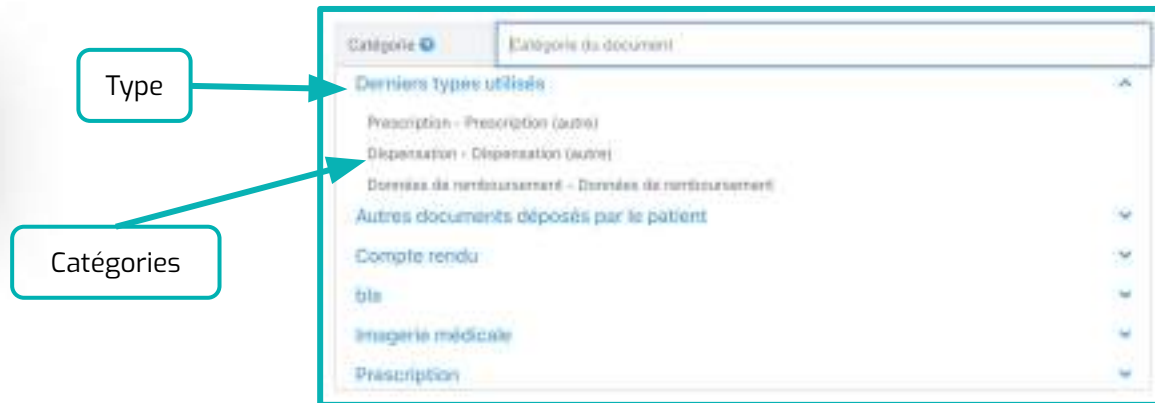 Type
Catégories
Catégorie
Catégorie du document
Derniers types utilisés
Prescription - Prescription (autre)
Dispensation - Dispensation (autre)
Données de remboursement - Données de remboursement
Autres documents déposés par le patient
Compte rendu
bla
Imagerie médicale
Prescription